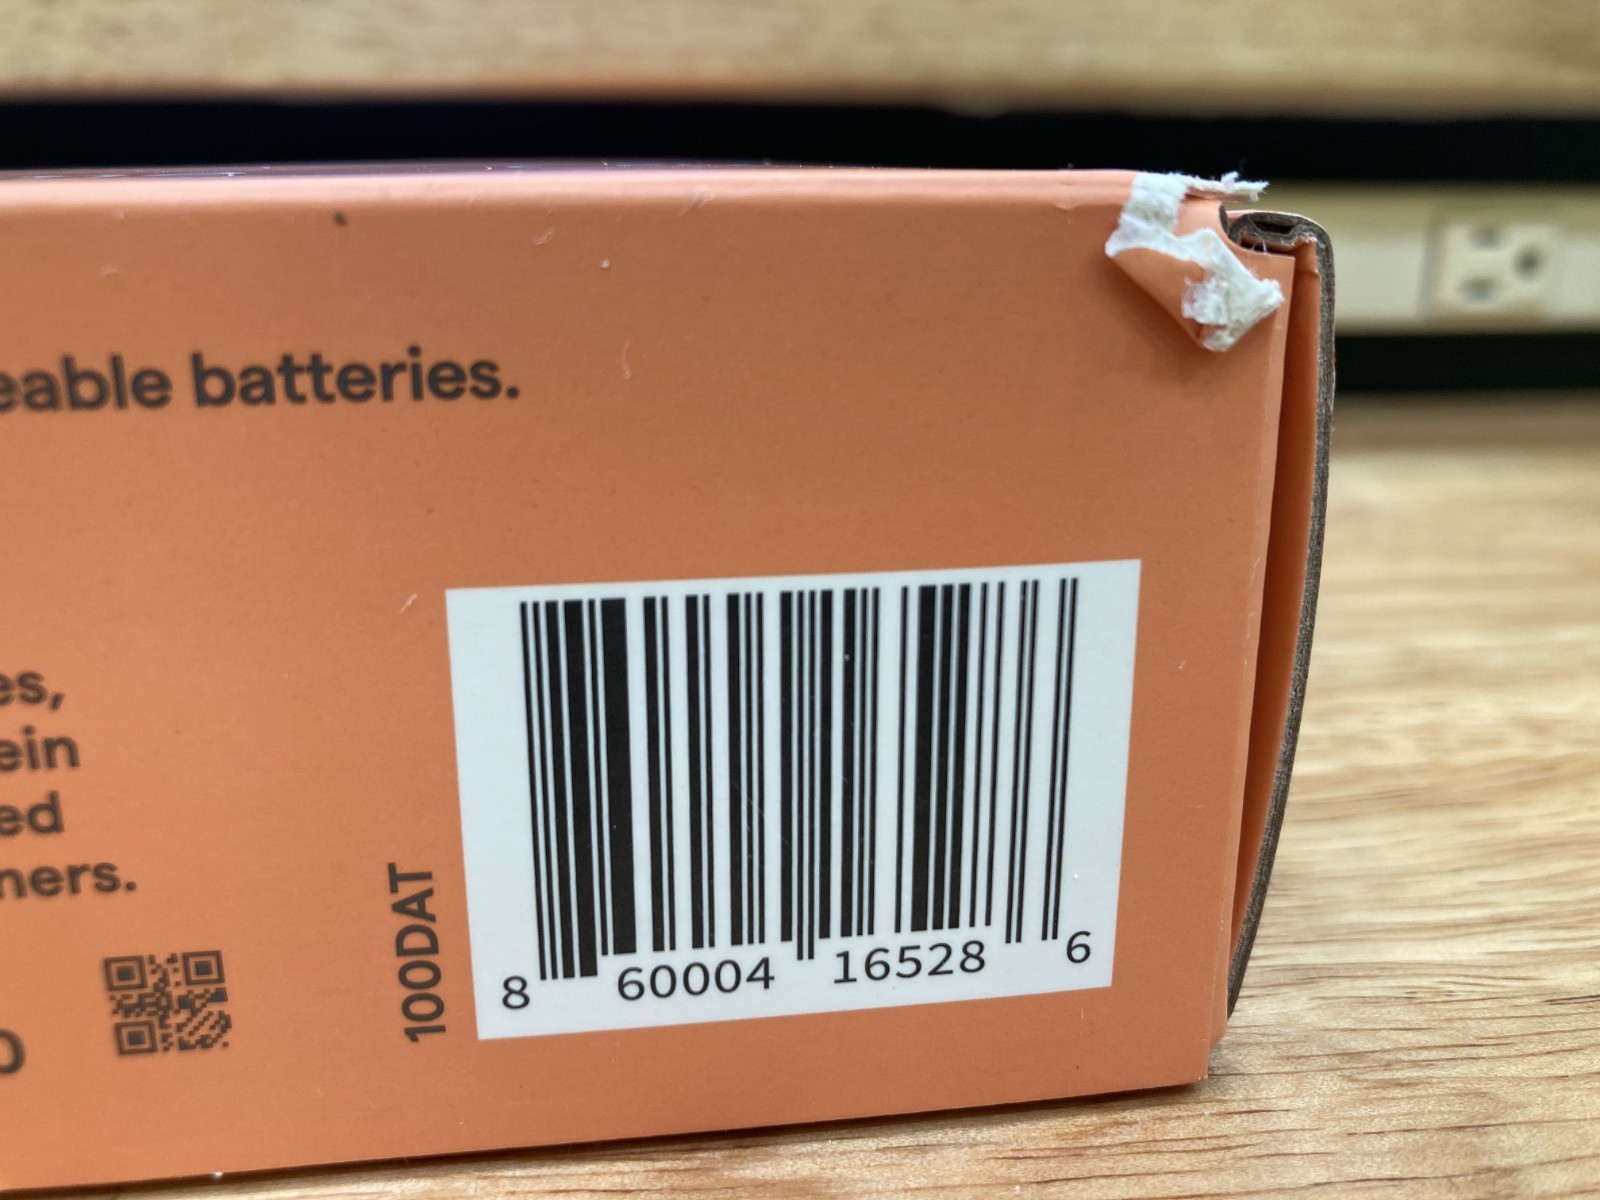 eable batteries.
es,
ein
ed
ners.
100DAT
8 60004 16528 6